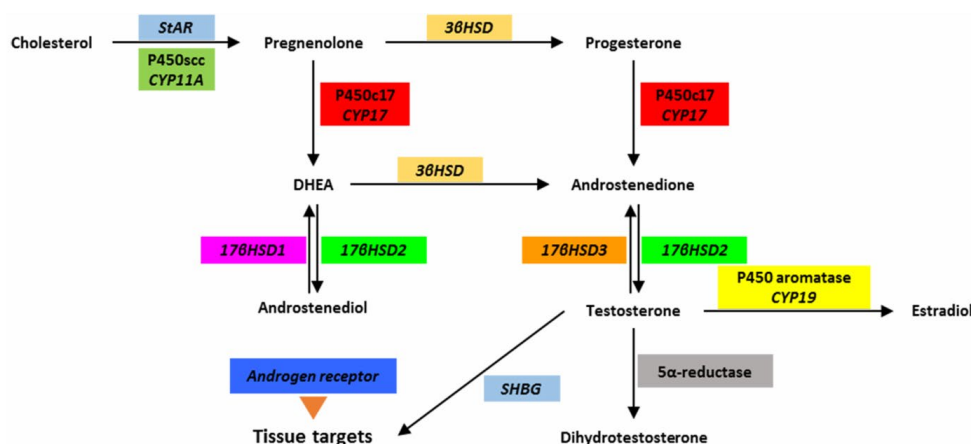 Cholesterol
StAR
P450scc
CYP11A
Pregnenolone
3βHSD
Progesterone
P450c17
CYP17
P450c17
CYP17
DHEA
3βHSD
Androstenedione
17βHSD1
17βHSD2
17βHSD3
17βHSD2
P450 aromatase
CYP19
Androstenediol
Testosterone
Estradiol
Androgen receptor
SHBG
5α-reductase
Tissue targets
Dihydrotestosterone